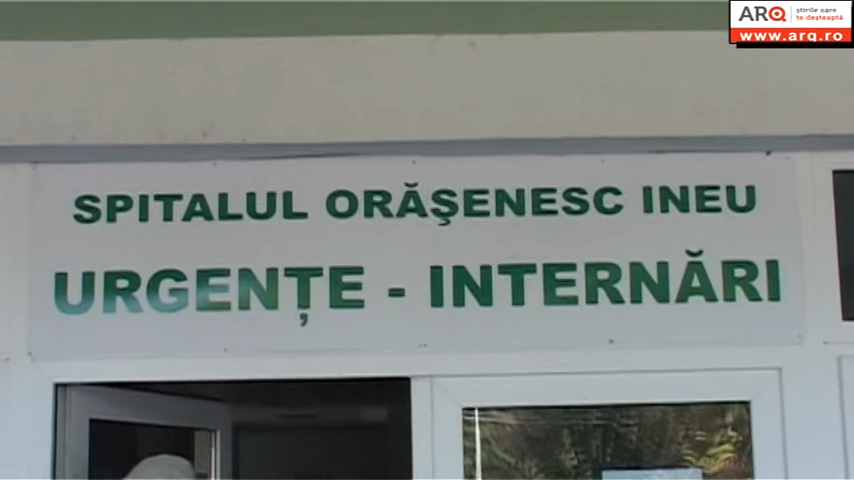 ARQ știrile care
te deșteaptă
www.arq.ro
SPITALUL ORĂŞENESC INEU
URGENȚE - INTERNĂRI